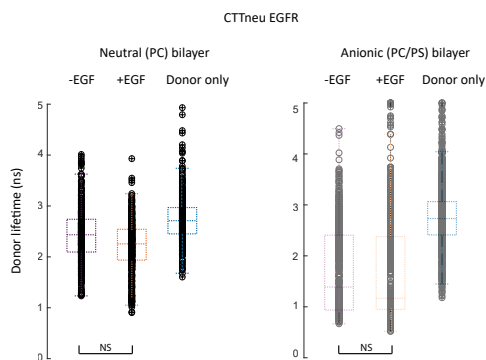 CTTneu EGFR
Neutral (PC) bilayer
-EGF +EGF Donor only
Donor lifetime (ns)
5
4
3
2
1
0
NS
Anionic (PC/PS) bilayer
-EGF +EGF Donor only
5
4
3
2
1
0
NS